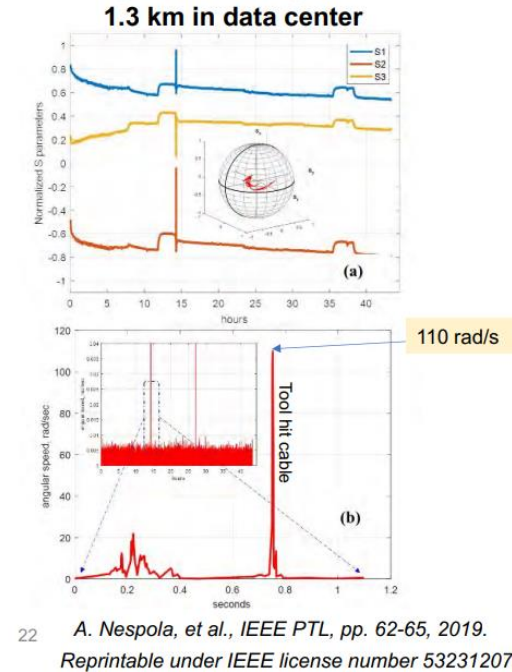 1.3 km in data center
1
0.8
0.6
0.4
0.2
0
-0.2
-0.4
-0.6
-0.8
-1
Normalized S parameters
S1
S2
S3
(a)
0 5 10 15 20 25 30 35 40
hours
120
100
80
60
40
20
0
angular speed, rad/sec
110 rad/s
Tool hit cable
(b)
hours
0 0.2 0.4 0.6 0.8 1 1.2
seconds
22
A. Nespola, et al., IEEE PTL, pp. 62-65, 2019.
Reprintable under IEEE license number 53231207